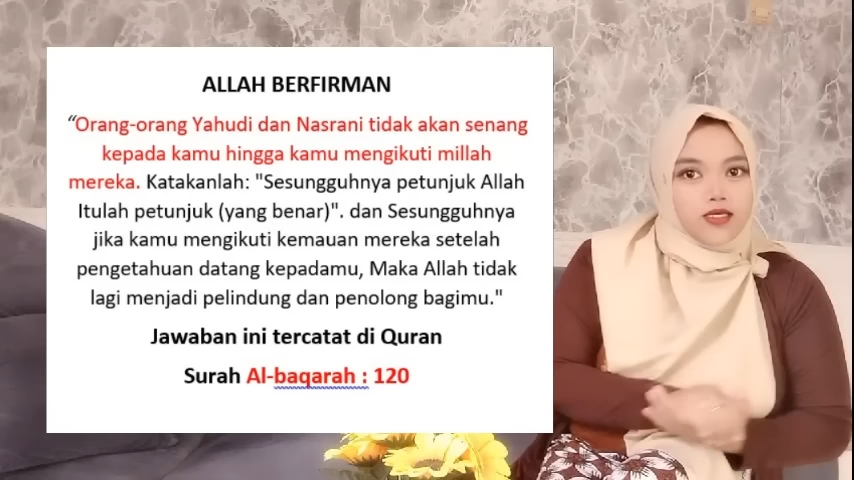 ALLAH BERFIRMAN
“Orang-orang Yahudi dan Nasrani tidak akan senang
kepada kamu hingga kamu mengikuti millah
mereka. Katakanlah: "Sesungguhnya petunjuk Allah
Itulah petunjuk (yang benar)". dan Sesungguhnya
jika kamu mengikuti kemauan mereka setelah
pengetahuan datang kepadamu, Maka Allah tidak
lagi menjadi pelindung dan penolong bagimu."
Jawaban ini tercatat di Quran
Surah Al-baqarah : 120